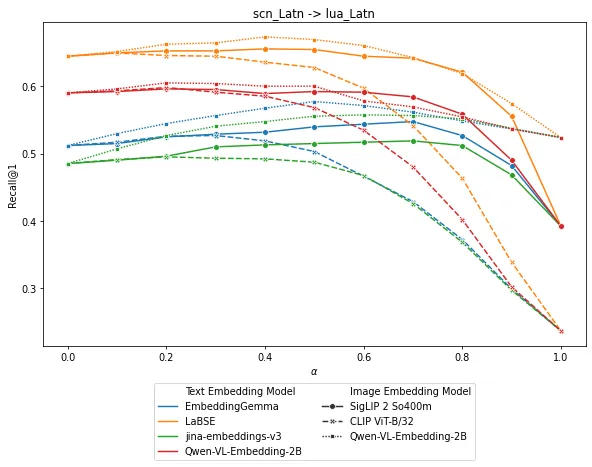 scn_Latn -> lua_Latn
Recall@1
0.6
0.5
0.4
0.3
0.0 0.2 0.4 0.6 0.8 1.0
α
Text Embedding Model Image Embedding Model
EmbeddingGemma SigLIP 2 So400m
LaBSE CLIP ViT-B/32
jina-embeddings-v3 Qwen-VL-Embedding-2B
Qwen-VL-Embedding-2B